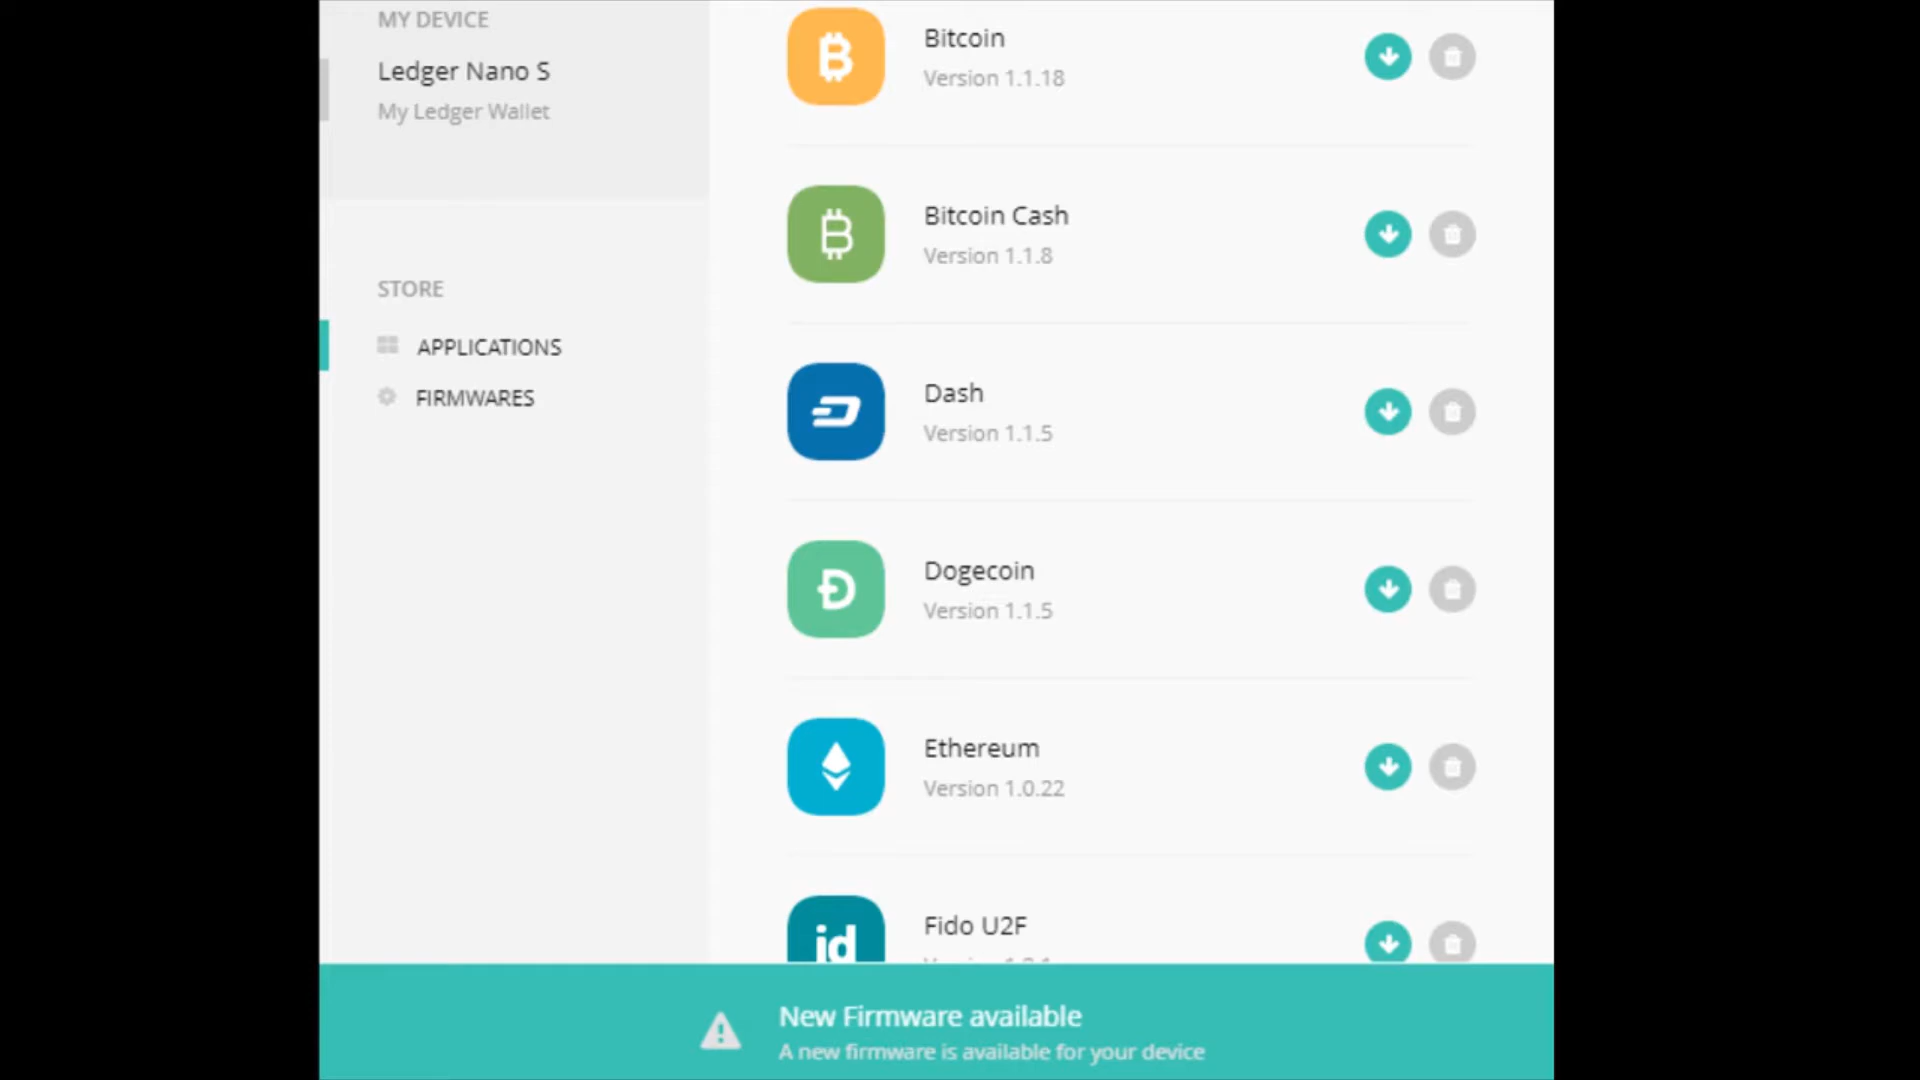 MY DEVICE
Ledger Nano S
My Ledger Wallet
STORE
APPLICATIONS
FIRMWARES
Bitcoin
Version 1.1.18
Bitcoin Cash
Version 1.1.8
Dash
Version 1.1.5
Dogecoin
Version 1.1.5
Ethereum
Version 1.0.22
id
Fido U2F
New Firmware available
A new firmware is available for your device